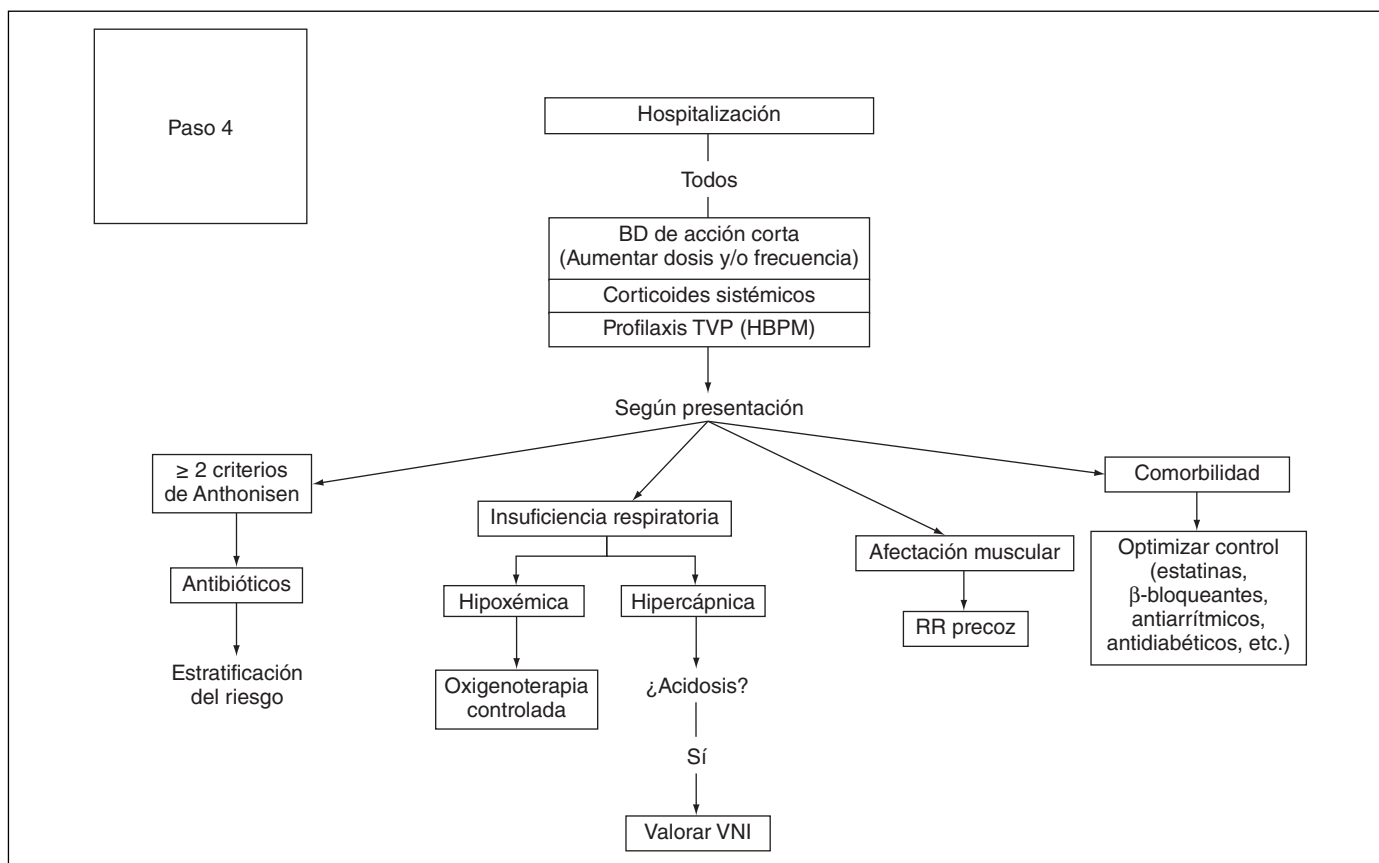 Paso 4
Hospitalización
Todos
BD de acción corta
(Aumentar dosis y/o frecuencia)
Corticoides sistémicos
Profilaxis TVP (HBPM)
Según presentación
≥ 2 criterios
de Anthonisen
Antibióticos
Estratificación
del riesgo
Insuficiencia respiratoria
Hipoxémica
Oxigenoterapia
controlada
Hipercápnica
¿Acidosis?
Sí
Valorar VNI
Afectación muscular
RR precoz
Comorbilidad
Optimizar control
(estatinas,
β-bloqueantes,
antiarrítmicos,
antidiabéticos, etc.)